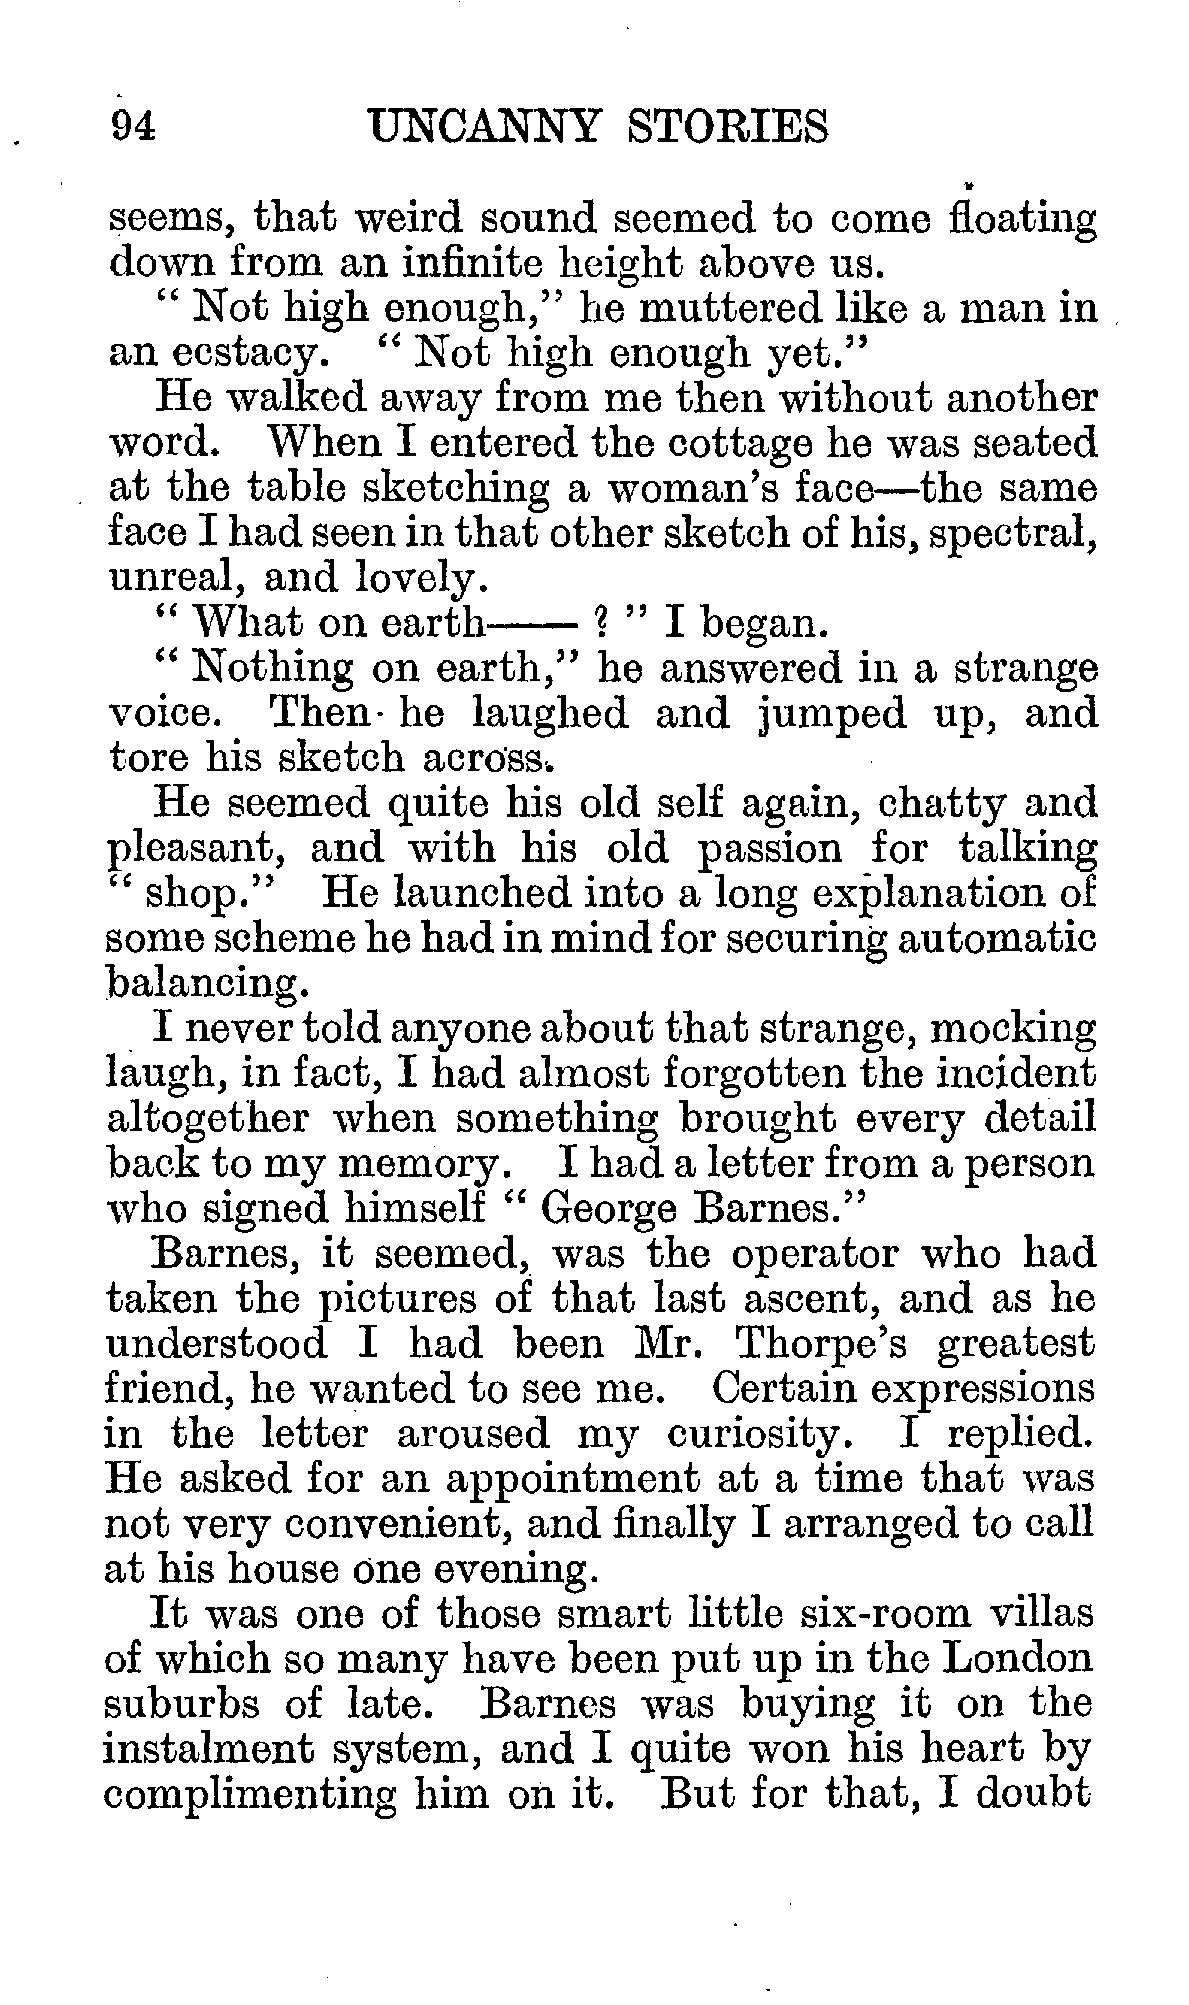 94 UNCANNY STORIES
seems, that weird sound seemed to come floating
down from an infinite height above us.
“ Not high enough,” he muttered like a man in
an ecstacy. “ Not high enough yet.”
He walked away from me then without another
word. When I entered the cottage he was seated
at the table sketching a woman’s face—the same
face I had seen in that other sketch of his, spectral,
unreal, and lovely.
“ What on earth—— ? ” I began.
“ Nothing on earth,” he answered in a strange
voice. Then he laughed and jumped up, and
tore his sketch across.
He seemed quite his old self again, chatty and
pleasant, and with his old passion for talking
“ shop.” He launched into a long explanation of
some scheme he had in mind for securing automatic
balancing.
I never told anyone about that strange, mocking
laugh, in fact, I had almost forgotten the incident
altogether when something brought every detail
back to my memory. I had a letter from a person
who signed himself “ George Barnes.”
Barnes, it seemed, was the operator who had
taken the pictures of that last ascent, and as he
understood I had been Mr. Thorpe’s greatest
friend, he wanted to see me. Certain expressions
in the letter aroused my curiosity. I replied.
He asked for an appointment at a time that was
not very convenient, and finally I arranged to call
at his house one evening.
It was one of those smart little six-room villas
of which so many have been put up in the London
suburbs of late. Barnes was buying it on the
instalment system, and I quite won his heart by
complimenting him on it. But for that, I doubt